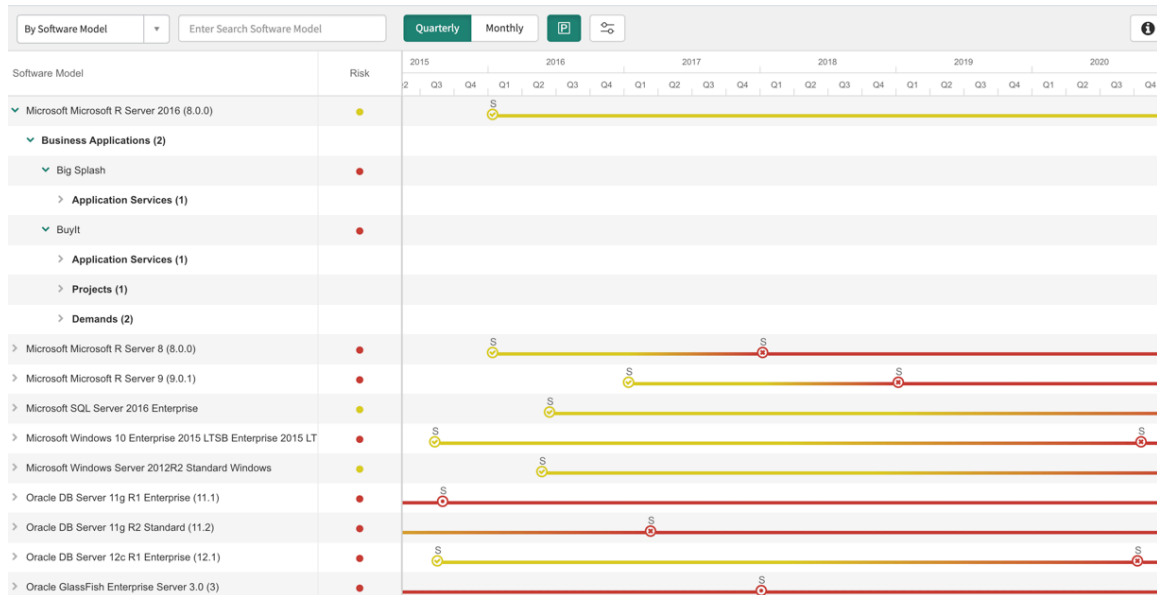 By Software Model
Enter Search Software Model
Quarterly Monthly P
Software Model Risk
2015 2016 2017 2018 2019 2020
2 Q3 Q4 Q1 Q2 Q3 Q4 Q1 Q2 Q3 Q4 Q1 Q2 Q3 Q4 Q1 Q2 Q3 Q4 Q1 Q2 Q3 Q4
S
Microsoft Microsoft R Server 2016 (8.0.0)
Business Applications (2)
Big Splash
Application Services (1)
BuyIt
Application Services (1)
Projects (1)
Demands (2)
S S
Microsoft Microsoft R Server 8 (8.0.0)
S S
Microsoft Microsoft R Server 9 (9.0.1)
S
Microsoft SQL Server 2016 Enterprise
S S
Microsoft Windows 10 Enterprise 2015 LTSB Enterprise 2015 LT
S
Microsoft Windows Server 2012R2 Standard Windows
S
Oracle DB Server 11g R1 Enterprise (11.1)
S
Oracle DB Server 11g R2 Standard (11.2)
S S
Oracle DB Server 12c R1 Enterprise (12.1)
S
Oracle GlassFish Enterprise Server 3.0 (3)